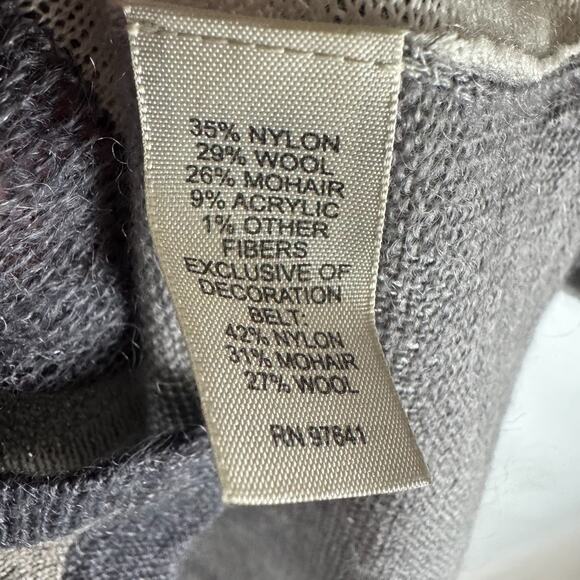 35% NYLON
29% WOOL
26% MOHAIR
9% ACRYLIC
1% OTHER
FIBERS
EXCLUSIVE OF
DECORATION
BELT
42% NYLON
31% MOHAIR
27% WOOL
RN 97641